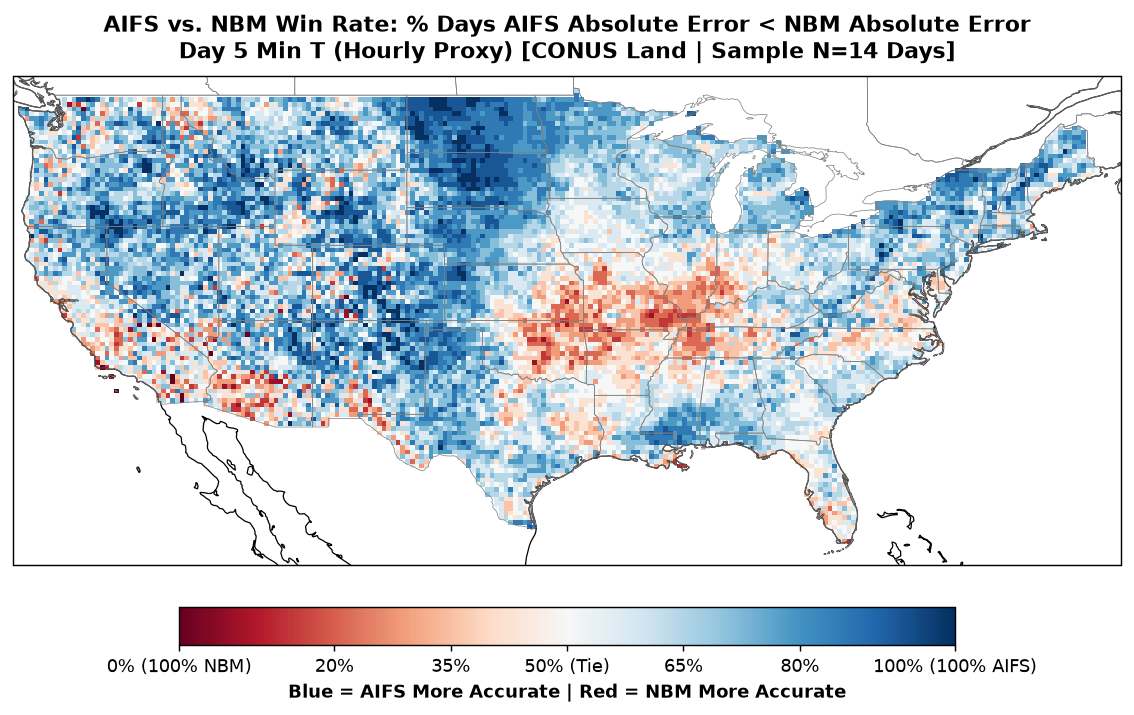 AIFS vs. NBM Win Rate: % Days AIFS Absolute Error < NBM Absolute Error
Day 5 Min T (Hourly Proxy) [CONUS Land | Sample N=14 Days]
0% (100% NBM) 20% 35% 50% (Tie) 65% 80% 100% (100% AIFS)
Blue = AIFS More Accurate | Red = NBM More Accurate